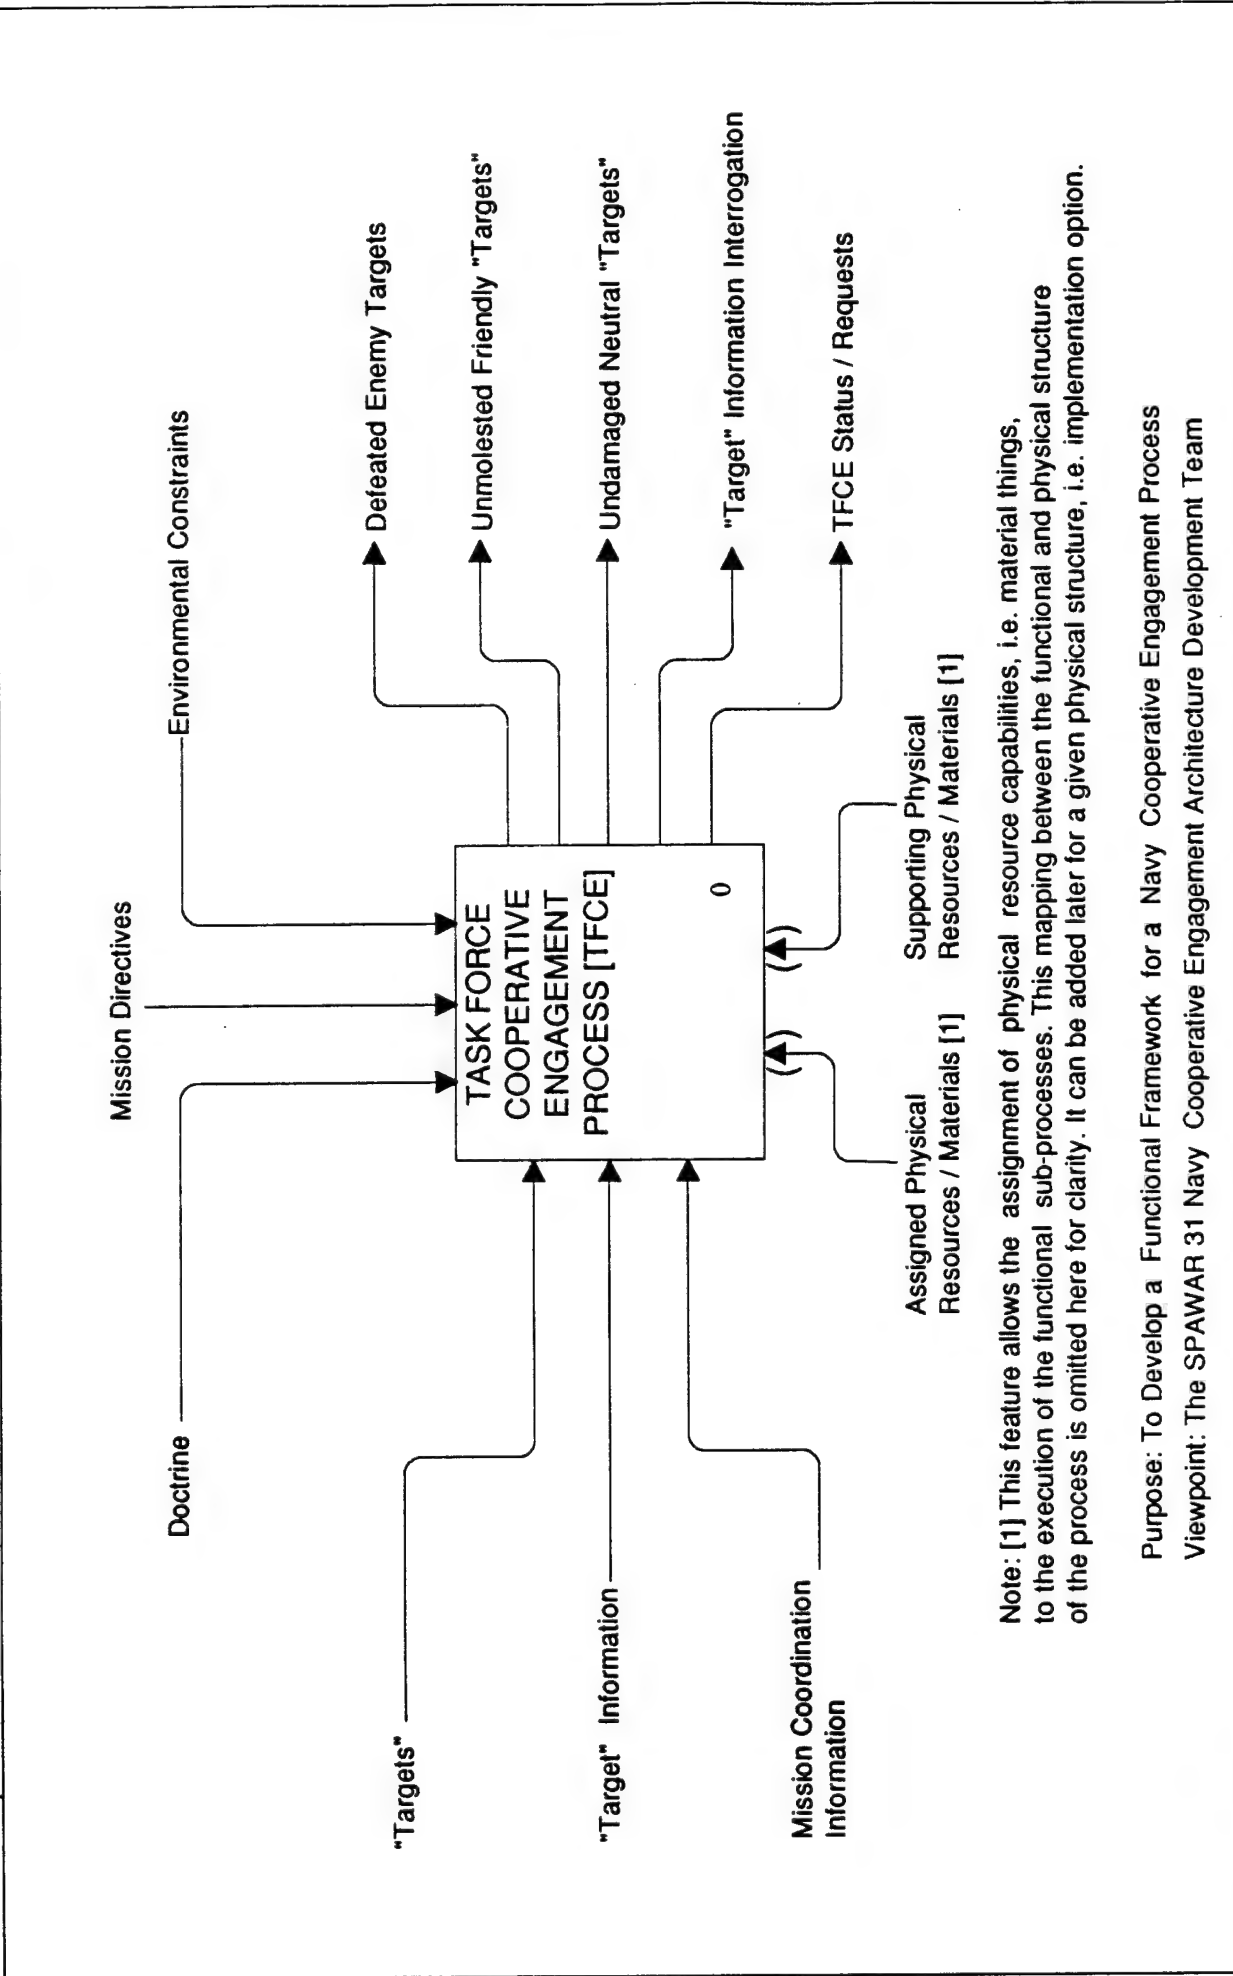 Mission Directives
Doctrine
Environmental Constraints
"Targets"
"Target" Information
Mission Coordination
Information
TASK FORCE
COOPERATIVE
ENGAGEMENT
PROCESS [TFCE]
0
Defeated Enemy Targets
Unmolested Friendly "Targets"
Undamaged Neutral "Targets"
"Target" Information Interrogation
TFCE Status / Requests
Assigned Physical
Resources / Materials [1]
Supporting Physical
Resources / Materials [1]
Note: [1] This feature allows the assignment of physical resource capabilities, i.e. material things,
to the execution of the functional sub-processes. This mapping between the functional and physical structure
of the process is omitted here for clarity. It can be added later for a given physical structure, i.e. implementation option.
Purpose: To Develop a Functional Framework for a Navy Cooperative Engagement Process
Viewpoint: The SPAWAR 31 Navy Cooperative Engagement Architecture Development Team